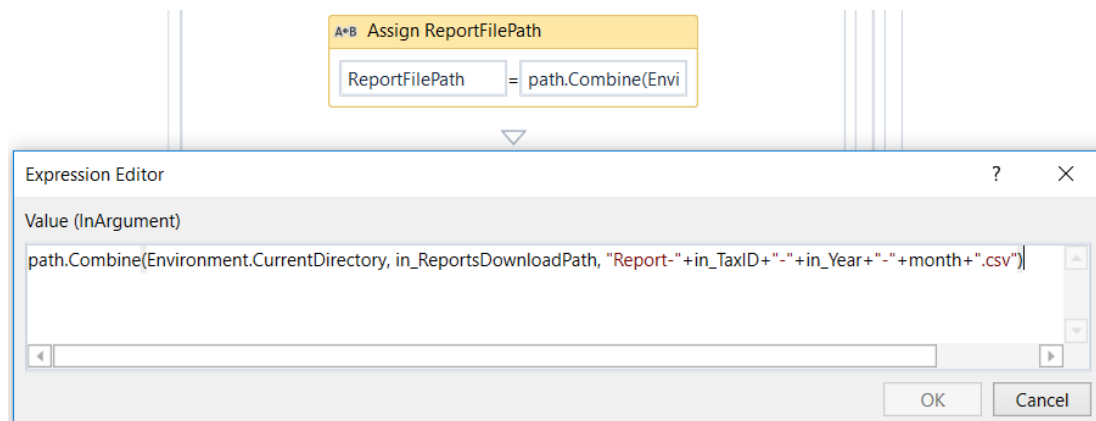 A+B Assign ReportFilePath
ReportFilePath = path.Combine(Envi
Expression Editor ? X
Value (InArgument)
path.Combine(Environment.CurrentDirectory, in_ReportsDownloadPath, "Report-"+in_TaxID+"-"+in_Year+"-"+month+".csv")
OK Cancel